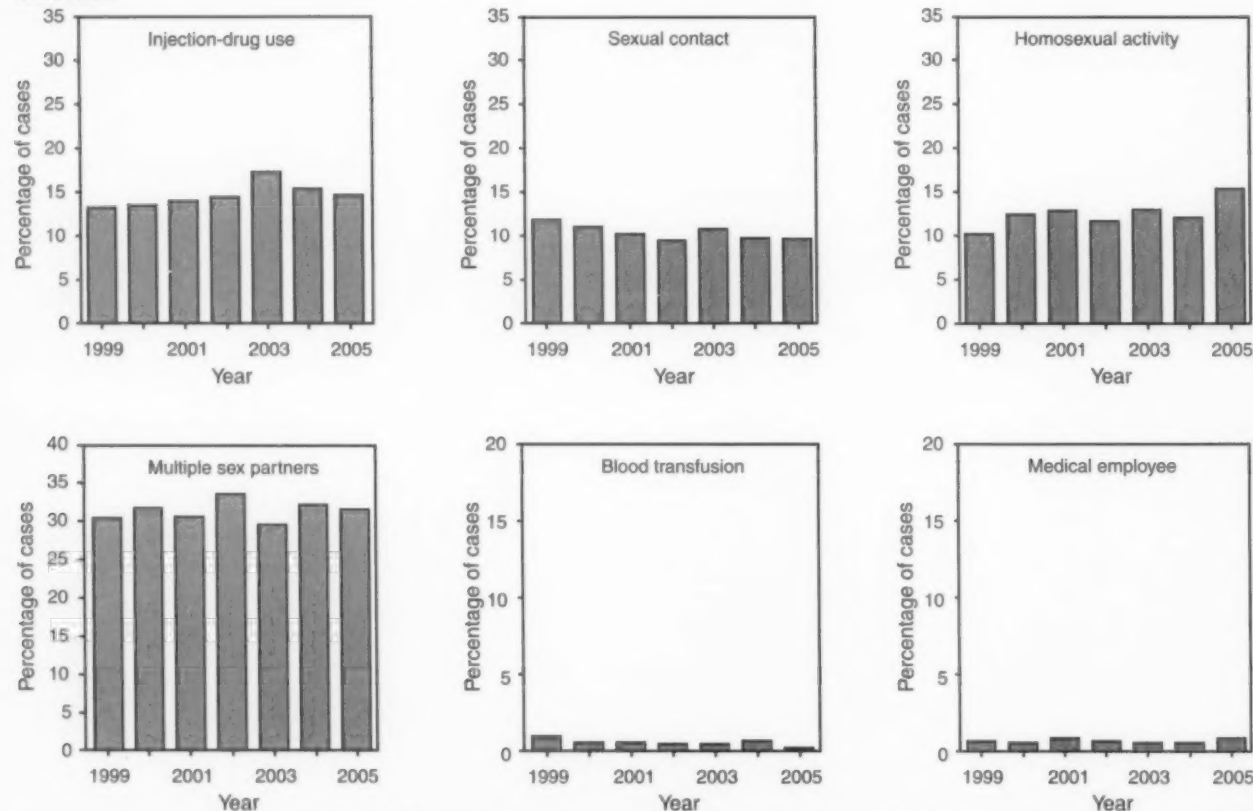 Injection-drug use
Percentage of cases
35
30
25
20
15
10
5
0
1999 2001 2003 2005
Year
Sexual contact
Percentage of cases
35
30
25
20
15
10
5
0
1999 2001 2003 2005
Year
Homosexual activity
Percentage of cases
35
30
25
20
15
10
5
0
1999 2001 2003 2005
Year
Multiple sex partners
Percentage of cases
40
35
30
25
20
15
10
5
0
1999 2001 2003 2005
Year
Blood transfusion
Percentage of cases
20
15
10
5
0
1999 2001 2003 2005
Year
Medical employee
Percentage of cases
20
15
10
5
0
1999 2001 2003 2005
Year